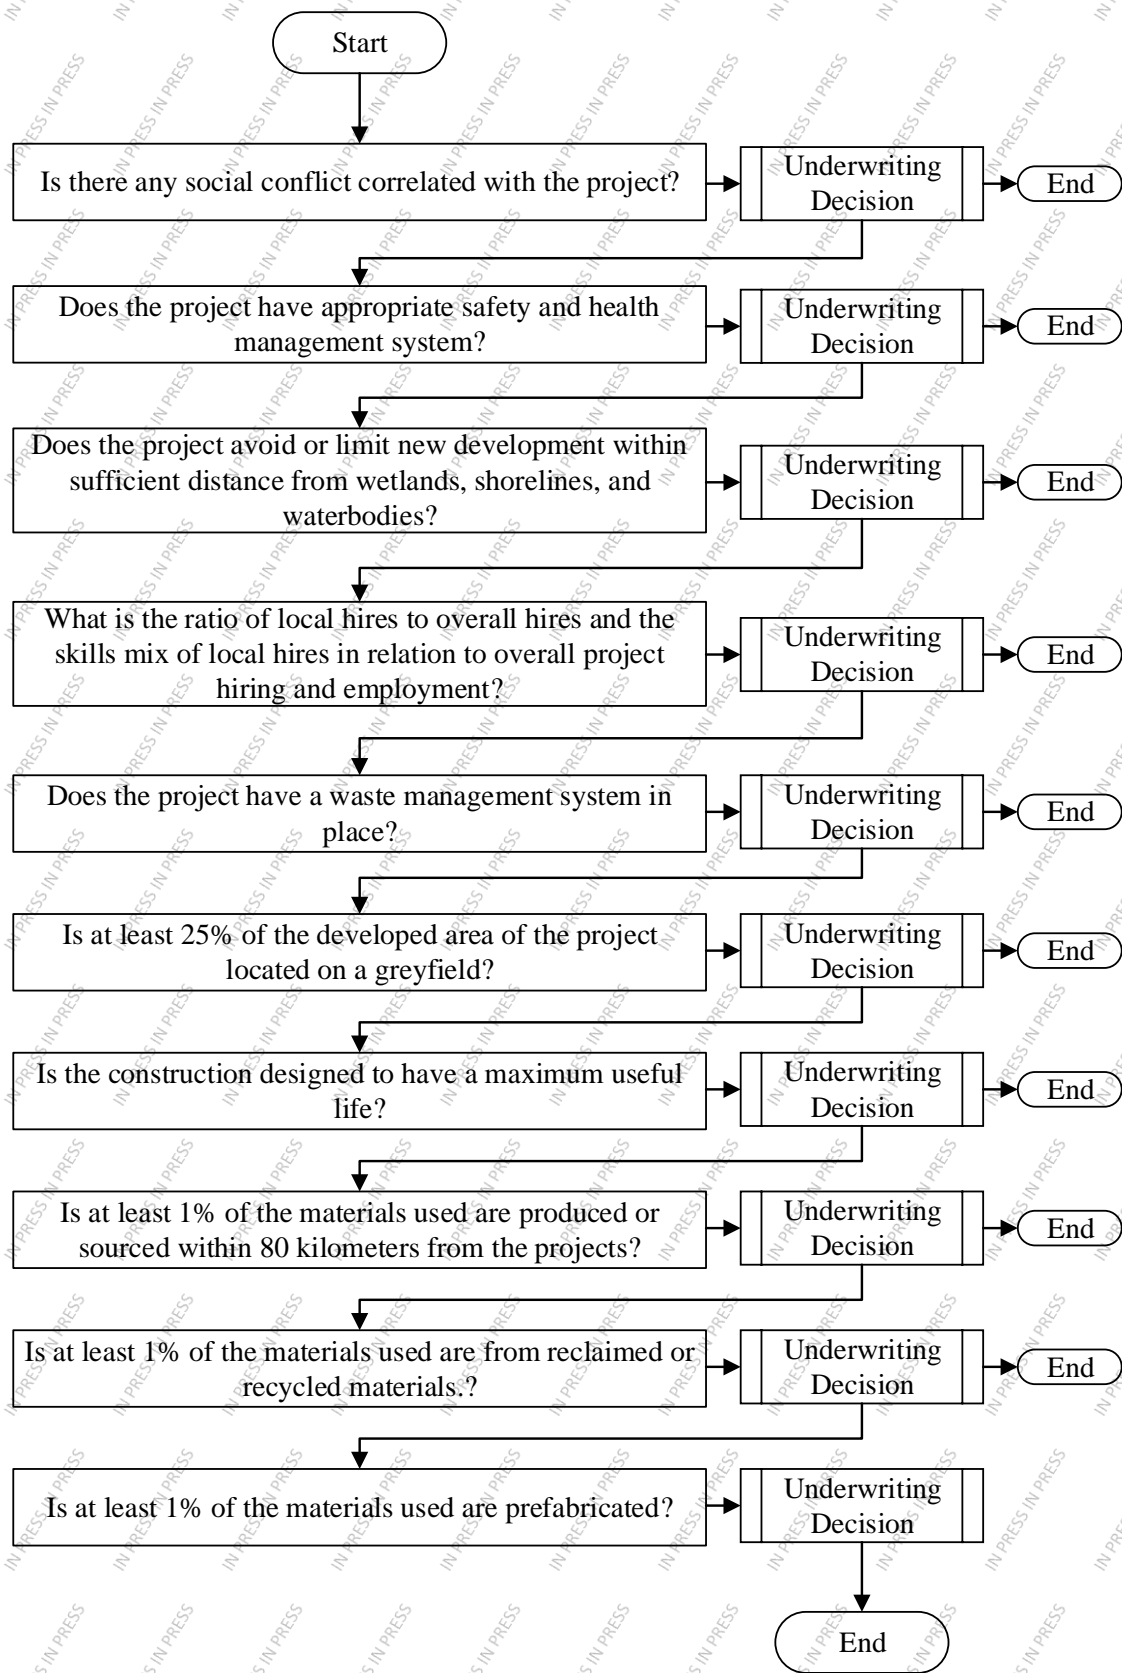 Start
Is there any social conflict correlated with the project?
Underwriting
Decision
End
Does the project have appropriate safety and health
management system?
Underwriting
Decision
End
Does the project avoid or limit new development within
sufficient distance from wetlands, shorelines, and
waterbodies?
Underwriting
Decision
End
What is the ratio of local hires to overall hires and the
skills mix of local hires in relation to overall project
hiring and employment?
Underwriting
Decision
End
Does the project have a waste management system in
place?
Underwriting
Decision
End
Is at least 25% of the developed area of the project
located on a greyfield?
Underwriting
Decision
End
Is the construction designed to have a maximum useful
life?
Underwriting
Decision
End
Is at least 1% of the materials used are produced or
sourced within 80 kilometers from the projects?
Underwriting
Decision
End
Is at least 1% of the materials used are from reclaimed or
recycled materials.?
Underwriting
Decision
End
Is at least 1% of the materials used are prefabricated?
Underwriting
Decision
End
IN PRESS IN PRESS